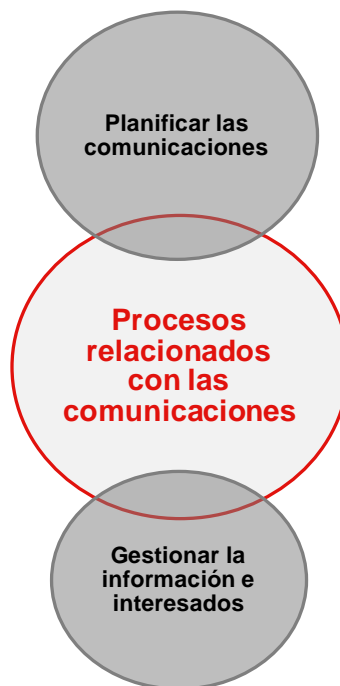 Planificar las
comunicaciones
Procesos
relacionados
con las
comunicaciones
Gestionar la
información e
interesados